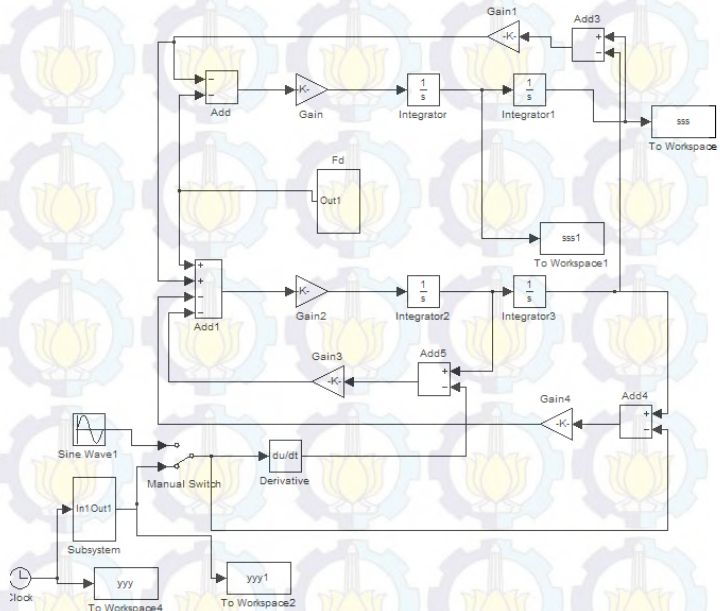 Gain1
Add3
-K-
+
−
−
−
Add
-K-
Gain
1
s
Integrator
1
s
Integrator1
sss
To Workspace
Fd
Out1
sss1
To Workspace1
+
+
−
−
Add1
-K-
Gain2
1
s
Integrator2
1
s
Integrator3
Gain3
-K-
Add5
+
−
Gain4
-K-
Add4
+
−
Sine Wave1
Manual Switch
du/dt
Derivative
In1 Out1
Subsystem
yyy
To Workspace4
yyy1
To Workspace2